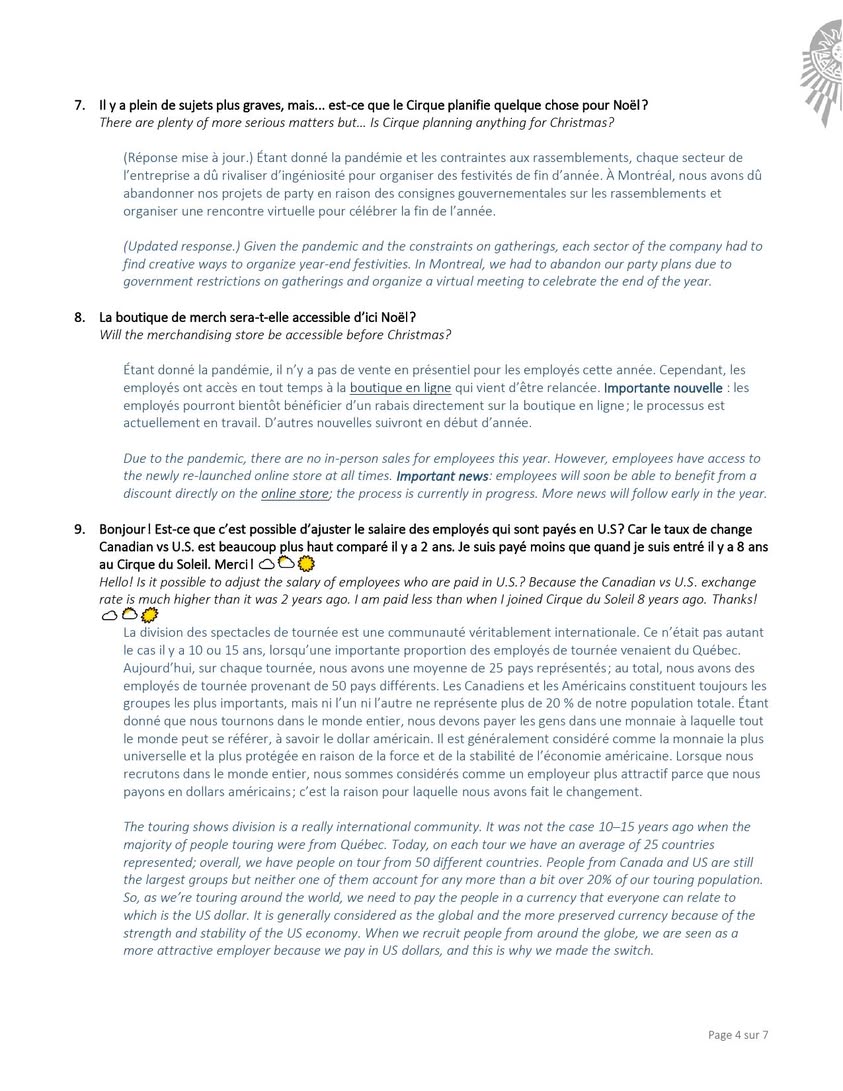 7. Il y a plein de sujets plus graves, mais... est-ce que le Cirque planifie quelque chose pour Noël ?
There are plenty of more serious matters but… Is Cirque planning anything for Christmas?
(Réponse mise à jour.) Étant donné la pandémie et les contraintes aux rassemblements, chaque secteur de
l’entreprise a dû rivaliser d’ingéniosité pour organiser des festivités de fin d’année. À Montréal, nous avons dû
abandonner nos projets de party en raison des consignes gouvernementales sur les rassemblements et
organiser une rencontre virtuelle pour célébrer la fin de l’année.
(Updated response.) Given the pandemic and the constraints on gatherings, each sector of the company had to
find creative ways to organize year-end festivities. In Montreal, we had to abandon our party plans due to
government restrictions on gatherings and organize a virtual meeting to celebrate the end of the year.
8. La boutique de merch sera-t-elle accessible d’ici Noël ?
Will the merchandising store be accessible before Christmas?
Étant donné la pandémie, il n’y a pas de vente en présentiel pour les employés cette année. Cependant, les
employés ont accès en tout temps à la boutique en ligne qui vient d’être relancée. Importante nouvelle : les
employés pourront bientôt bénéficier d’un rabais directement sur la boutique en ligne ; le processus est
actuellement en travail. D’autres nouvelles suivront en début d’année.
Due to the pandemic, there are no in-person sales for employees this year. However, employees have access to
the newly re-launched online store at all times. Important news: employees will soon be able to benefit from a
discount directly on the online store; the process is currently in progress. More news will follow early in the year.
9. Bonjour ! Est-ce que c’est possible d’ajuster le salaire des employés qui sont payés en U.S ? Car le taux de change
Canadian vs U.S. est beaucoup plus haut comparé il y a 2 ans. Je suis payé moins que quand je suis entré il y a 8 ans
au Cirque du Soleil. Merci !
Hello! Is it possible to adjust the salary of employees who are paid in U.S.? Because the Canadian vs U.S. exchange
rate is much higher than it was 2 years ago. I am paid less than when I joined Cirque du Soleil 8 years ago. Thanks!
La division des spectacles de tournée est une communauté véritablement internationale. Ce n’était pas autant
le cas il y a 10 ou 15 ans, lorsqu’une importante proportion des employés de tournée venaient du Québec.
Aujourd’hui, sur chaque tournée, nous avons une moyenne de 25 pays représentés ; au total, nous avons des
employés de tournée provenant de 50 pays différents. Les Canadiens et les Américains constituent toujours les
groupes les plus importants, mais ni l’un ni l’autre ne représente plus de 20 % de notre population totale. Étant
donné que nous tournons dans le monde entier, nous devons payer les gens dans une monnaie à laquelle tout
le monde peut se référer, à savoir le dollar américain. Il est généralement considéré comme la monnaie la plus
universelle et la plus protégée en raison de la force et de la stabilité de l’économie américaine. Lorsque nous
recrutons dans le monde entier, nous sommes considérés comme un employeur plus attractif parce que nous
payons en dollars américains ; c’est la raison pour laquelle nous avons fait le changement.
The touring shows division is a really international community. It was not the case 10–15 years ago when the
majority of people touring were from Québec. Today, on each tour we have an average of 25 countries
represented; overall, we have people on tour from 50 different countries. People from Canada and US are still
the largest groups but neither one of them account for any more than a bit over 20% of our touring population.
So, as we’re touring around the world, we need to pay the people in a currency that everyone can relate to
which is the US dollar. It is generally considered as the global and the more preserved currency because of the
strength and stability of the US economy. When we recruit people from around the globe, we are seen as a
more attractive employer because we pay in US dollars, and this is why we made the switch.
Page 4 sur 7